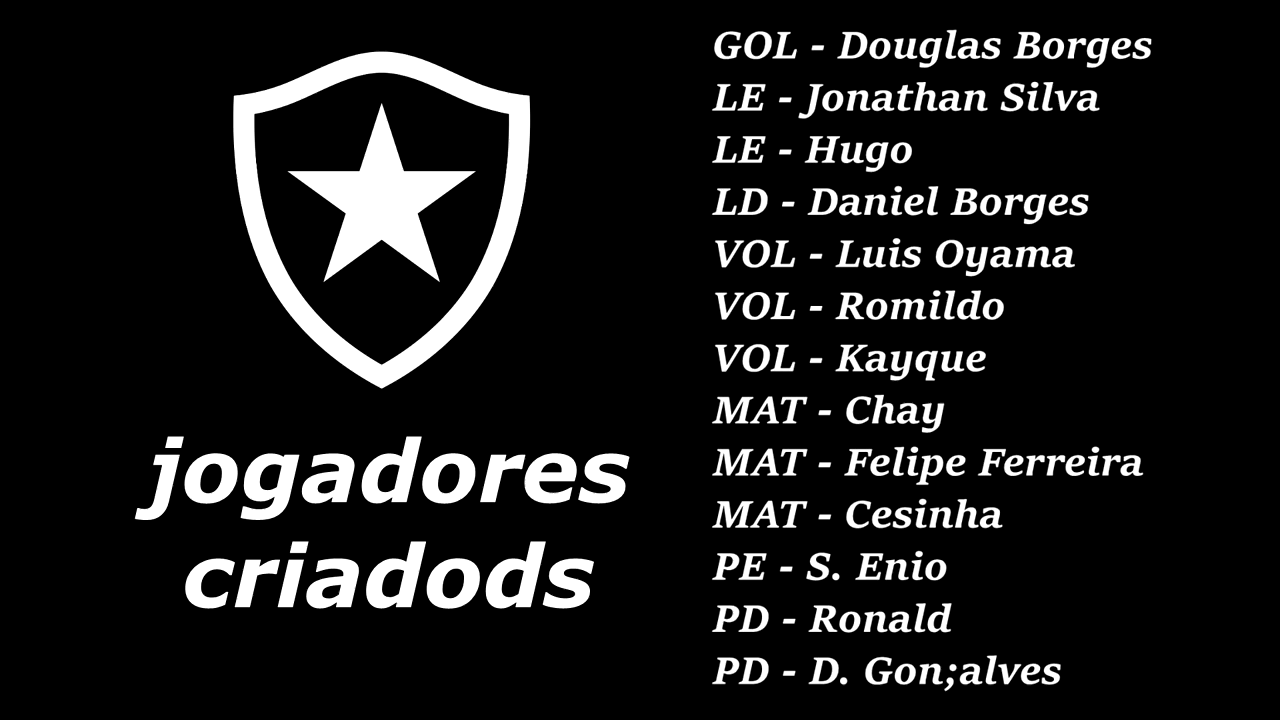 jogadores
criadods
GOL - Douglas Borges
LE - Jonathan Silva
LE - Hugo
LD - Daniel Borges
VOL - Luis Oyama
VOL - Romildo
VOL - Kayque
MAT - Chay
MAT - Felipe Ferreira
MAT - Cesinha
PE - S. Enio
PD - Ronald
PD - D. Gon;alves